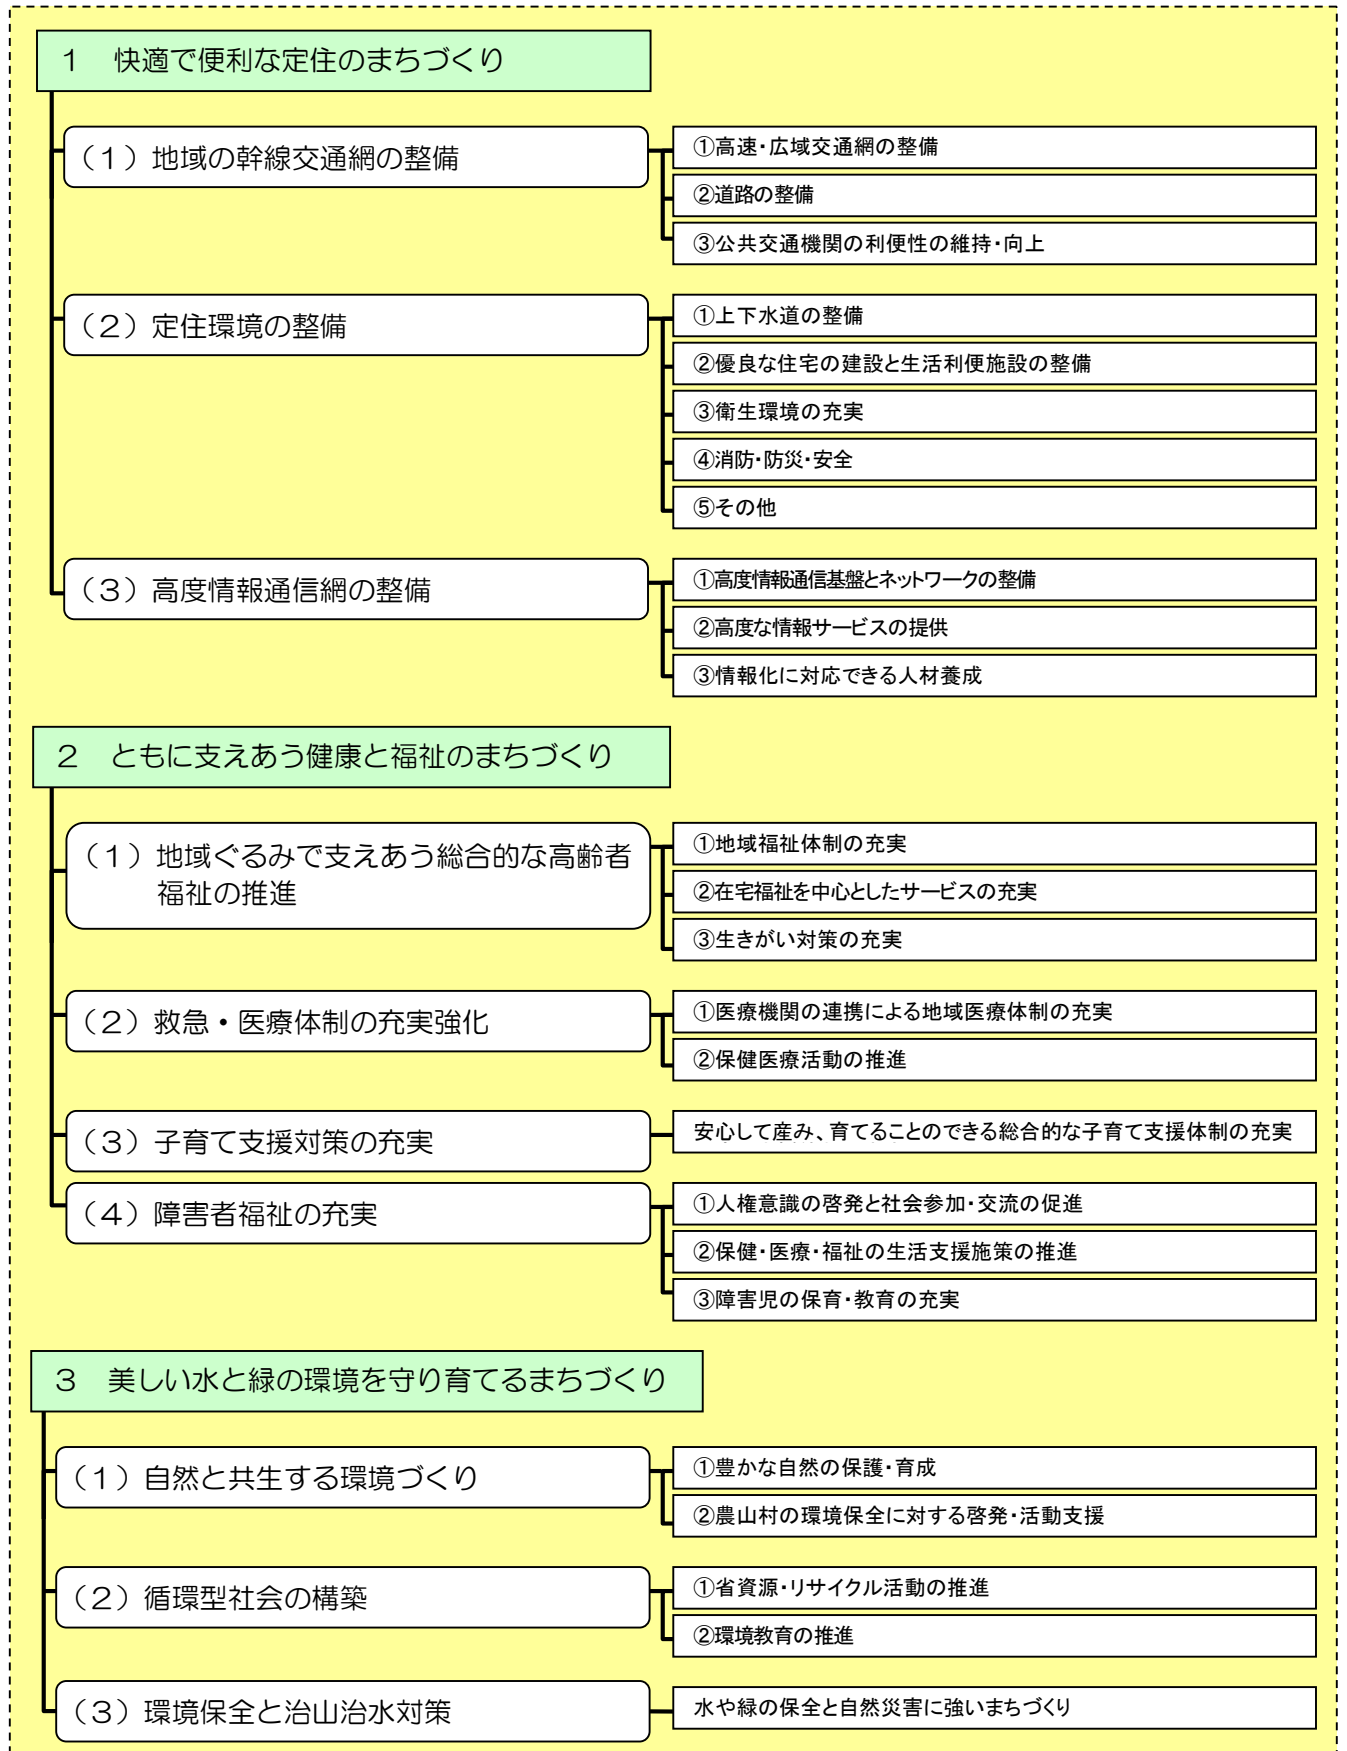 １　快適で便利な定住のまちづくり
（１）地域の幹線交通網の整備
①高速・広域交通網の整備
②道路の整備
③公共交通機関の利便性の維持・向上
（２）定住環境の整備
①上下水道の整備
②優良な住宅の建設と生活利便施設の整備
③衛生環境の充実
④消防・防災・安全
⑤その他
（３）高度情報通信網の整備
①高度情報通信基盤とネットワークの整備
②高度な情報サービスの提供
③情報化に対応できる人材養成
２　ともに支えあう健康と福祉のまちづくり
（１）地域ぐるみで支えあう総合的な高齢者
福祉の推進
①地域福祉体制の充実
②在宅福祉を中心としたサービスの充実
③生きがい対策の充実
（２）救急・医療体制の充実強化
①医療機関の連携による地域医療体制の充実
②保健医療活動の推進
（３）子育て支援対策の充実
安心して産み、育てることのできる総合的な子育て支援体制の充実
（４）障害者福祉の充実
①人権意識の啓発と社会参加・交流の促進
②保健・医療・福祉の生活支援施策の推進
③障害児の保育・教育の充実
３　美しい水と緑の環境を守り育てるまちづくり
（１）自然と共生する環境づくり
①豊かな自然の保護・育成
②農山村の環境保全に対する啓発・活動支援
（２）循環型社会の構築
①省資源・リサイクル活動の推進
②環境教育の推進
（３）環境保全と治山治水対策
水や緑の保全と自然災害に強いまちづくり